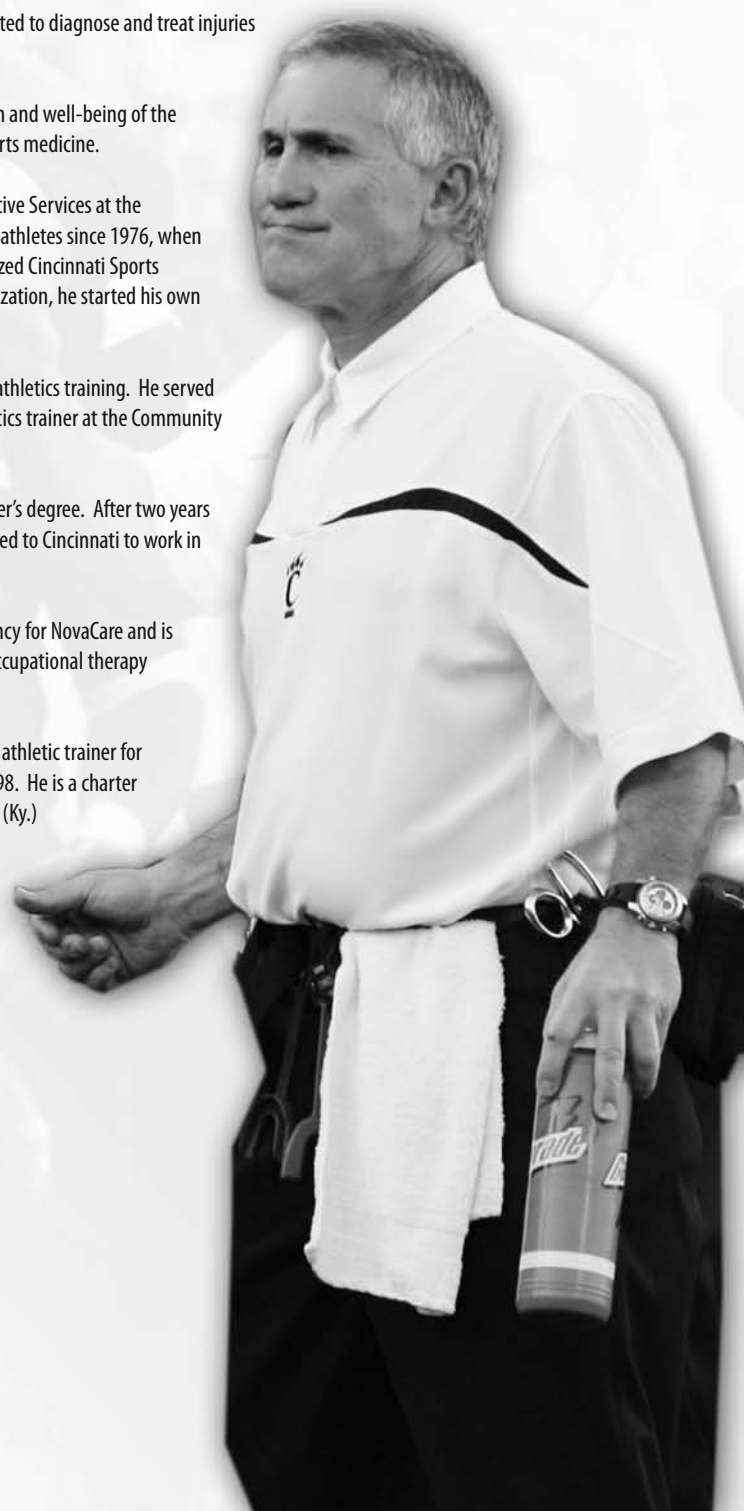 ted to diagnose and treat injuries
n and well-being of the
rts medicine.
tive Services at the
athletes since 1976, when
zed Cincinnati Sports
zation, he started his own
athletics training.  He served
tics trainer at the Community
er’s degree.  After two years
ed to Cincinnati to work in
ncy for NovaCare and is
ccupational therapy
athletic trainer for
98.  He is a charter
(Ky.)
C
rade
G